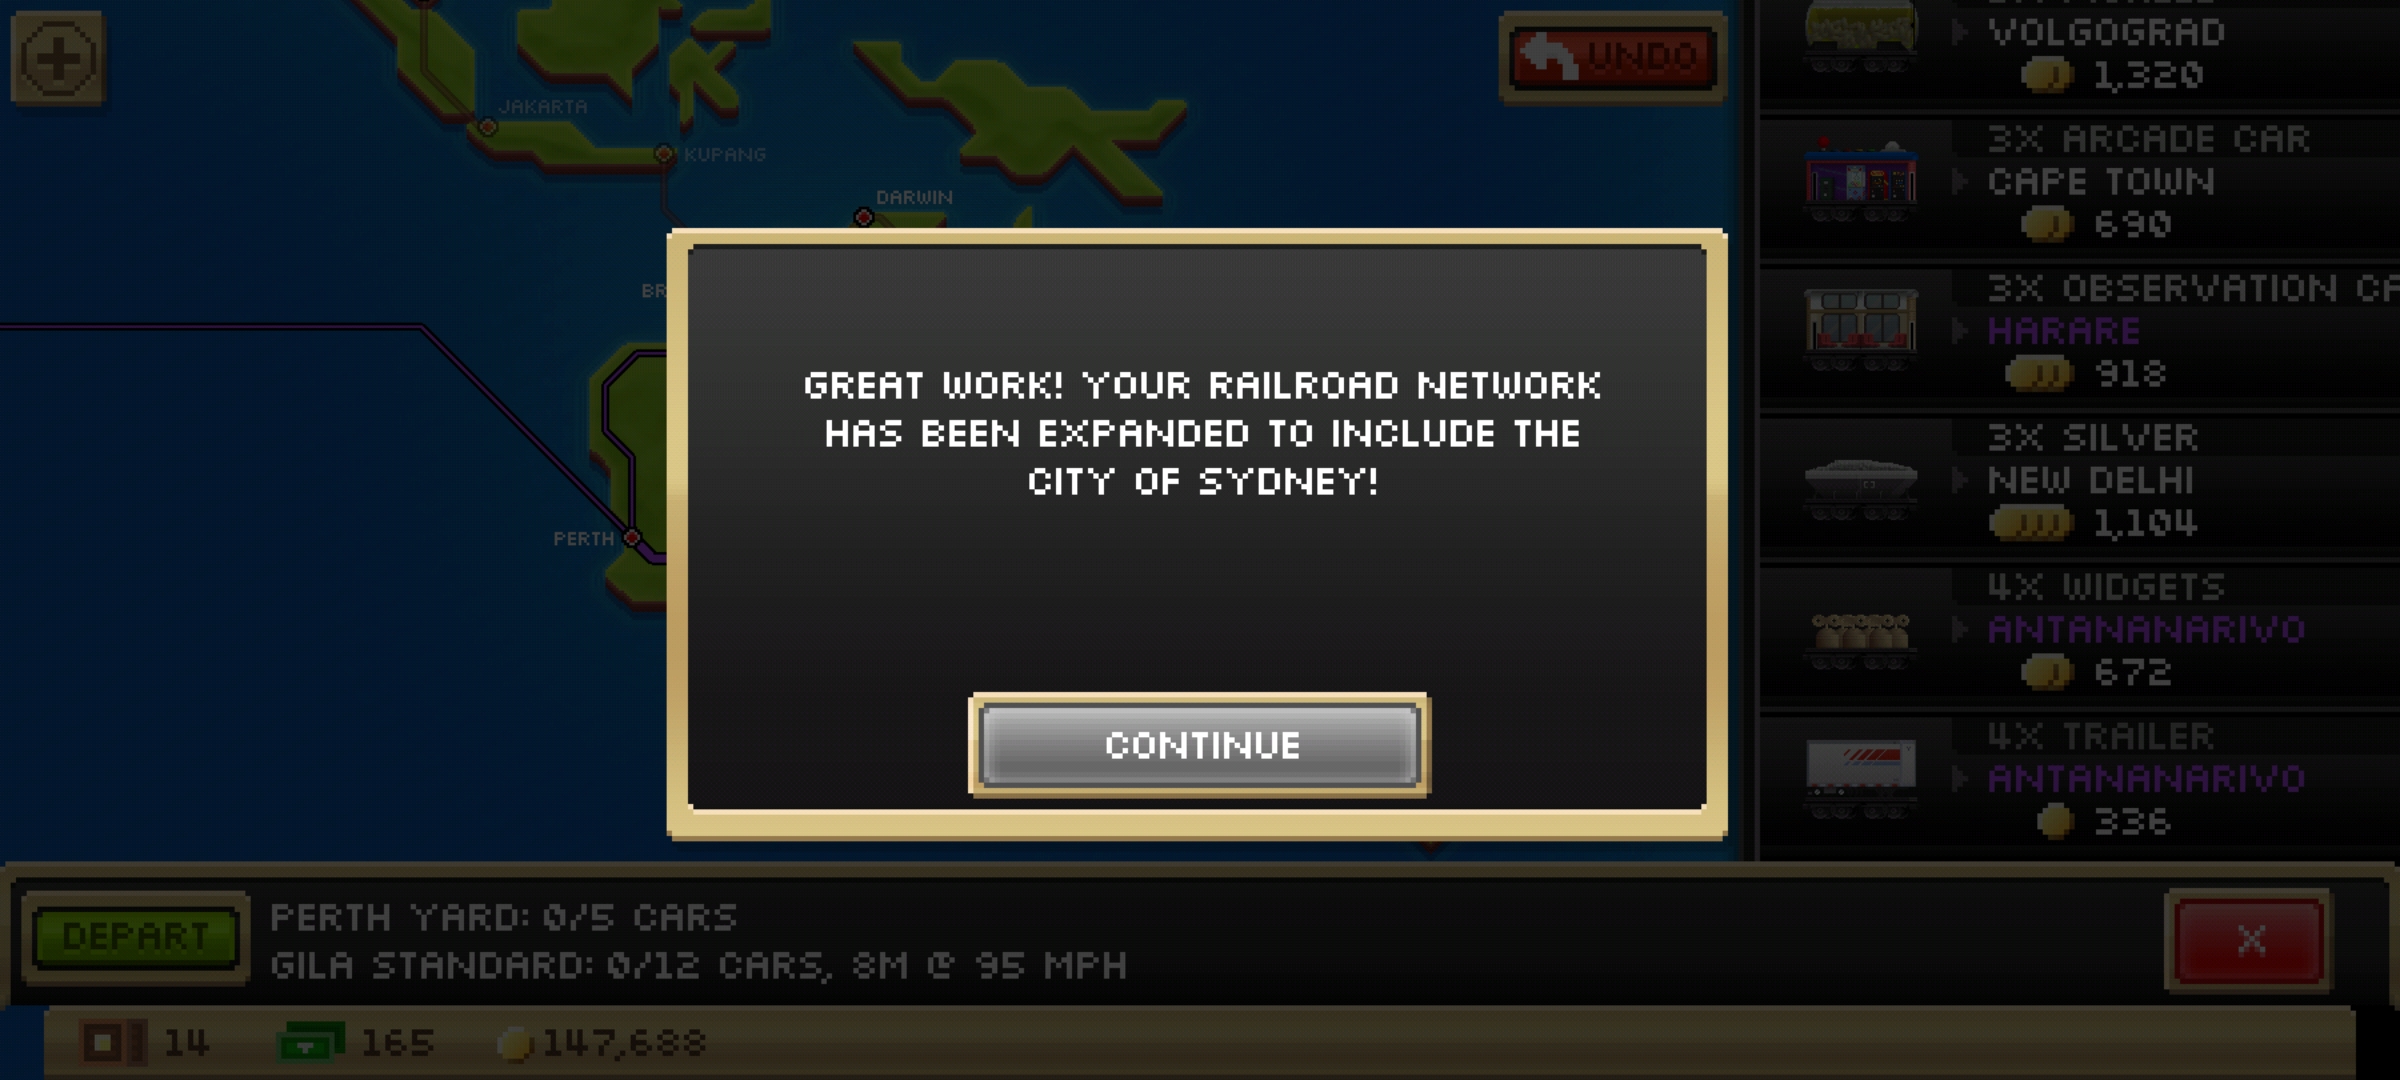 JAKARTA
KUPANG
DARWIN
BR
PERTH
UNDO
VOLGOGRAD
1,320
3X ARCADE CAR
CAPE TOWN
690
3X OBSERVATION CA
HARARE
918
3X SILVER
NEW DELHI
1,104
4X WIDGETS
ANTANANARIVO
672
4X TRAILER
ANTANANARIVO
336
GREAT WORK! YOUR RAILROAD NETWORK
HAS BEEN EXPANDED TO INCLUDE THE
CITY OF SYDNEY!
CONTINUE
DEPART
PERTH YARD: 0/5 CARS
GILA STANDARD: 0/12 CARS, 8M @ 95 MPH
X
14
165
147,688